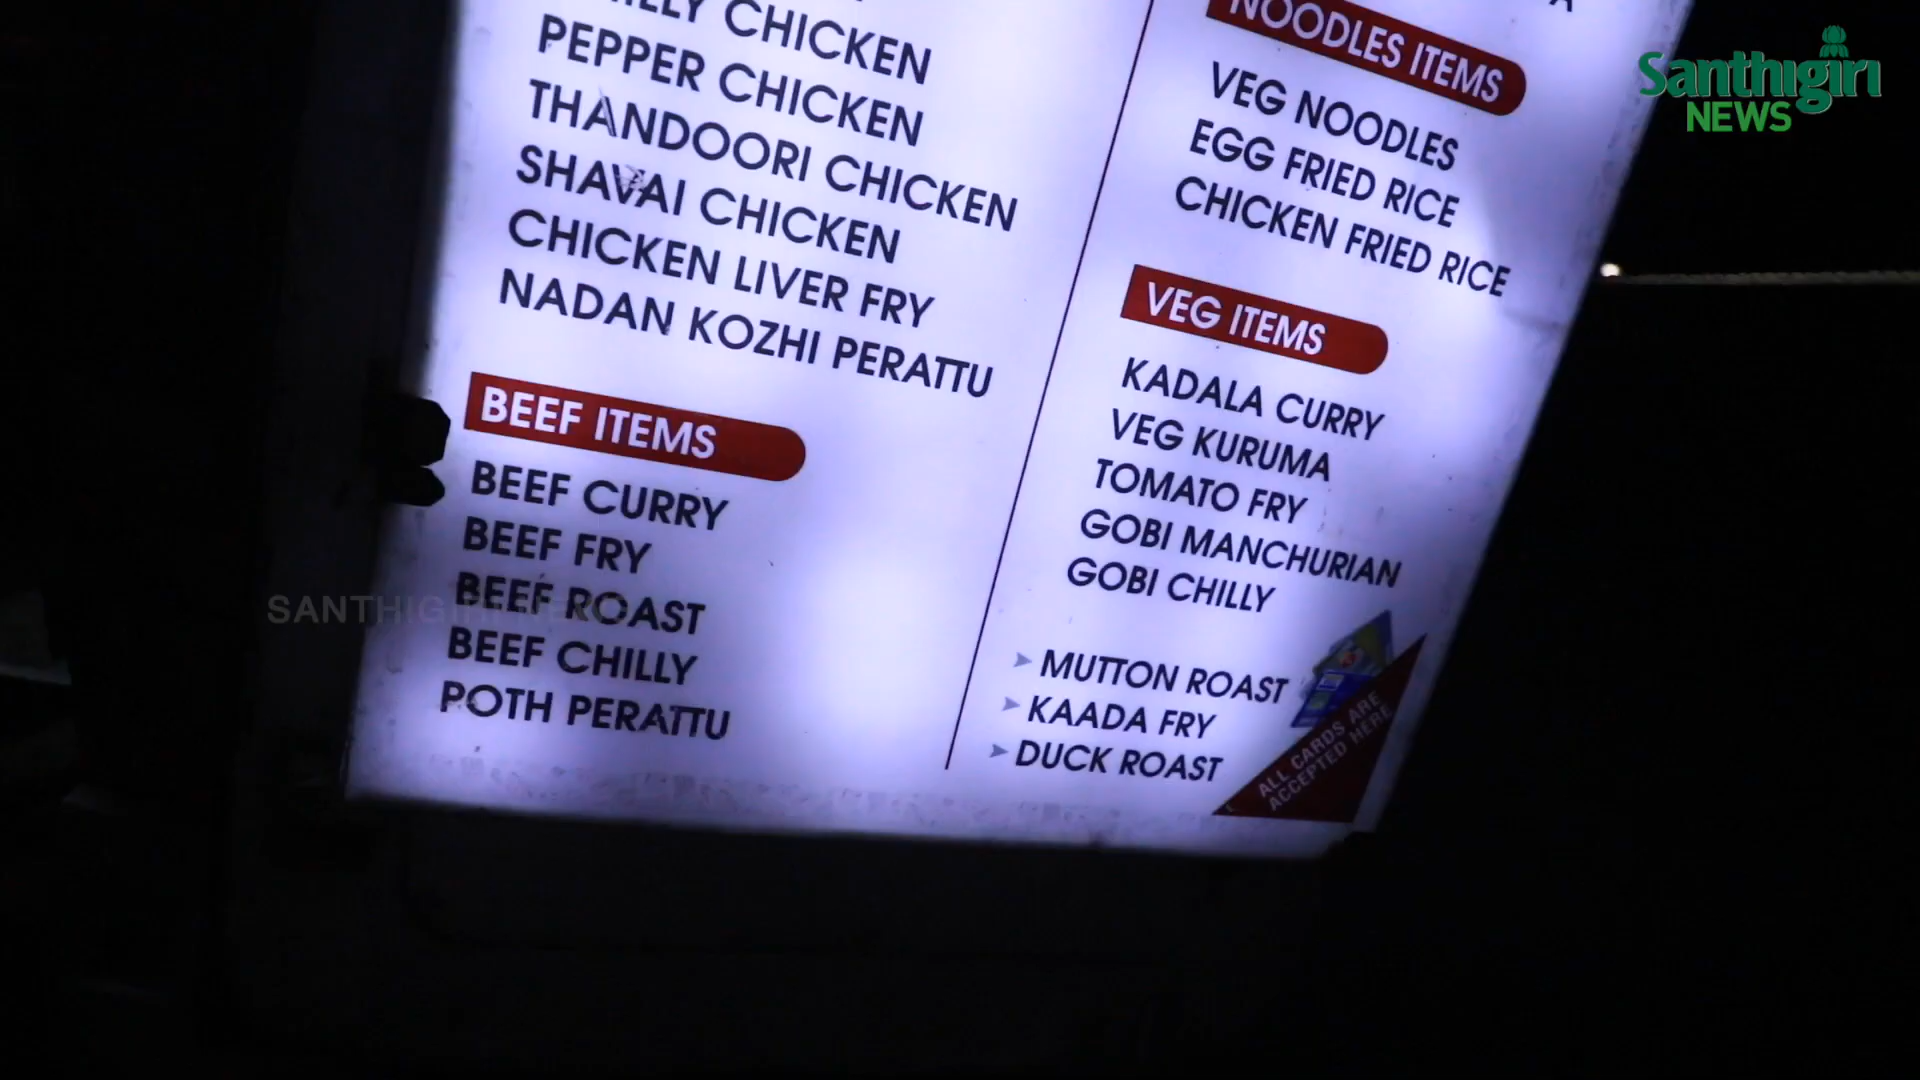 CHICKEN
PEPPER CHICKEN
THANDOORI CHICKEN
SHAVAI CHICKEN
CHICKEN LIVER FRY
NADAN KOZHI PERATTU
BEEF ITEMS
BEEF CURRY
BEEF FRY
BEEF ROAST
BEEF CHILLY
POTH PERATTU
NOODLES ITEMS
VEG NOODLES
EGG FRIED RICE
CHICKEN FRIED RICE
VEG ITEMS
KADALA CURRY
VEG KURUMA
TOMATO FRY
GOBI MANCHURIAN
GOBI CHILLY
MUTTON ROAST
KAADA FRY
DUCK ROAST
ALL CARDS ARE
ACCEPTED HERE
Santhigiri
NEWS
SANTHIGIRI NEWS